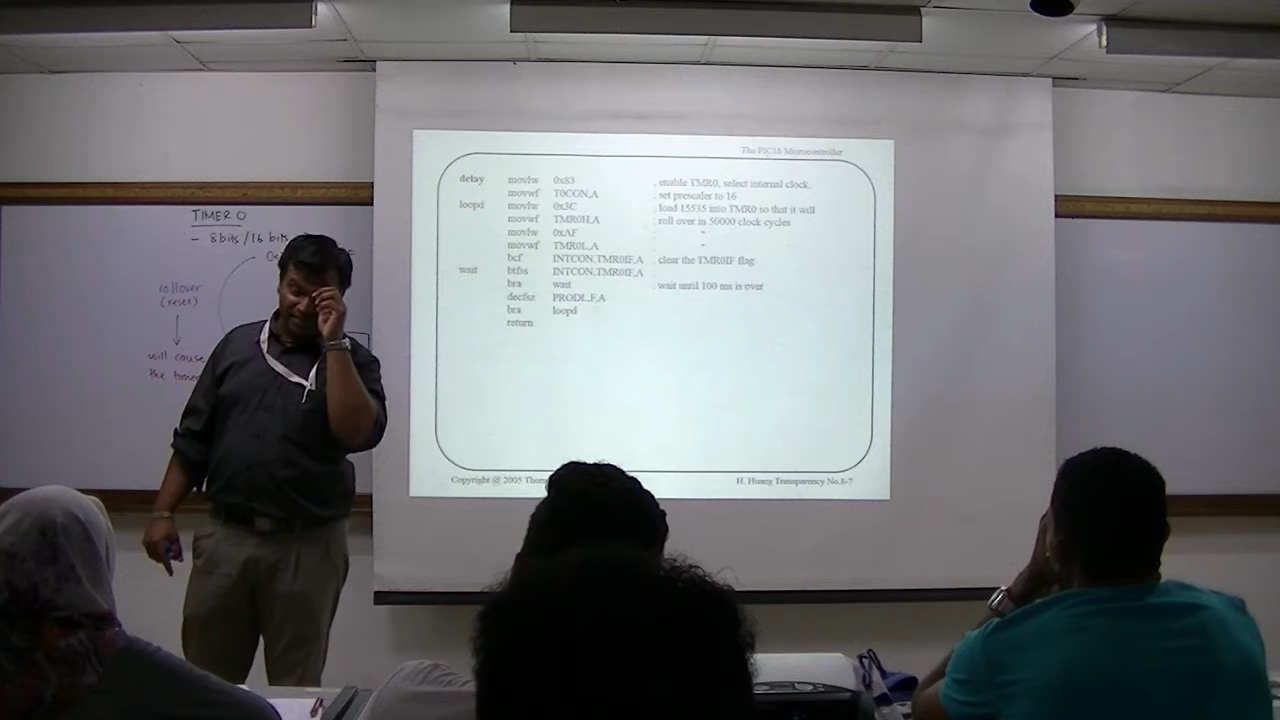 TIMER 0
- 8bits/16 bits
rollover
(reset)
will cause
the timer
The PIC18 Microcontroller
delay movlw 0x83 ; enable TMR0, select internal clock,
movwf T0CON,A ; set prescaler to 16
loopd movlw 0x3C ; load 15535 into TMR0 so that it will
movwf TMR0H,A ; roll over in 50000 clock cycles
movlw 0xAF ; "
movwf TMR0L,A ; "
bcf INTCON,TMR0IF,A ; clear the TMR0IF flag
wait btfss INTCON,TMR0IF,A ;
bra wait ; wait until 100 ms is over
decfsz PRODL,F,A
bra loopd
return
Copyright @ 2005 Thom
H. Huang Transparency No.8-7